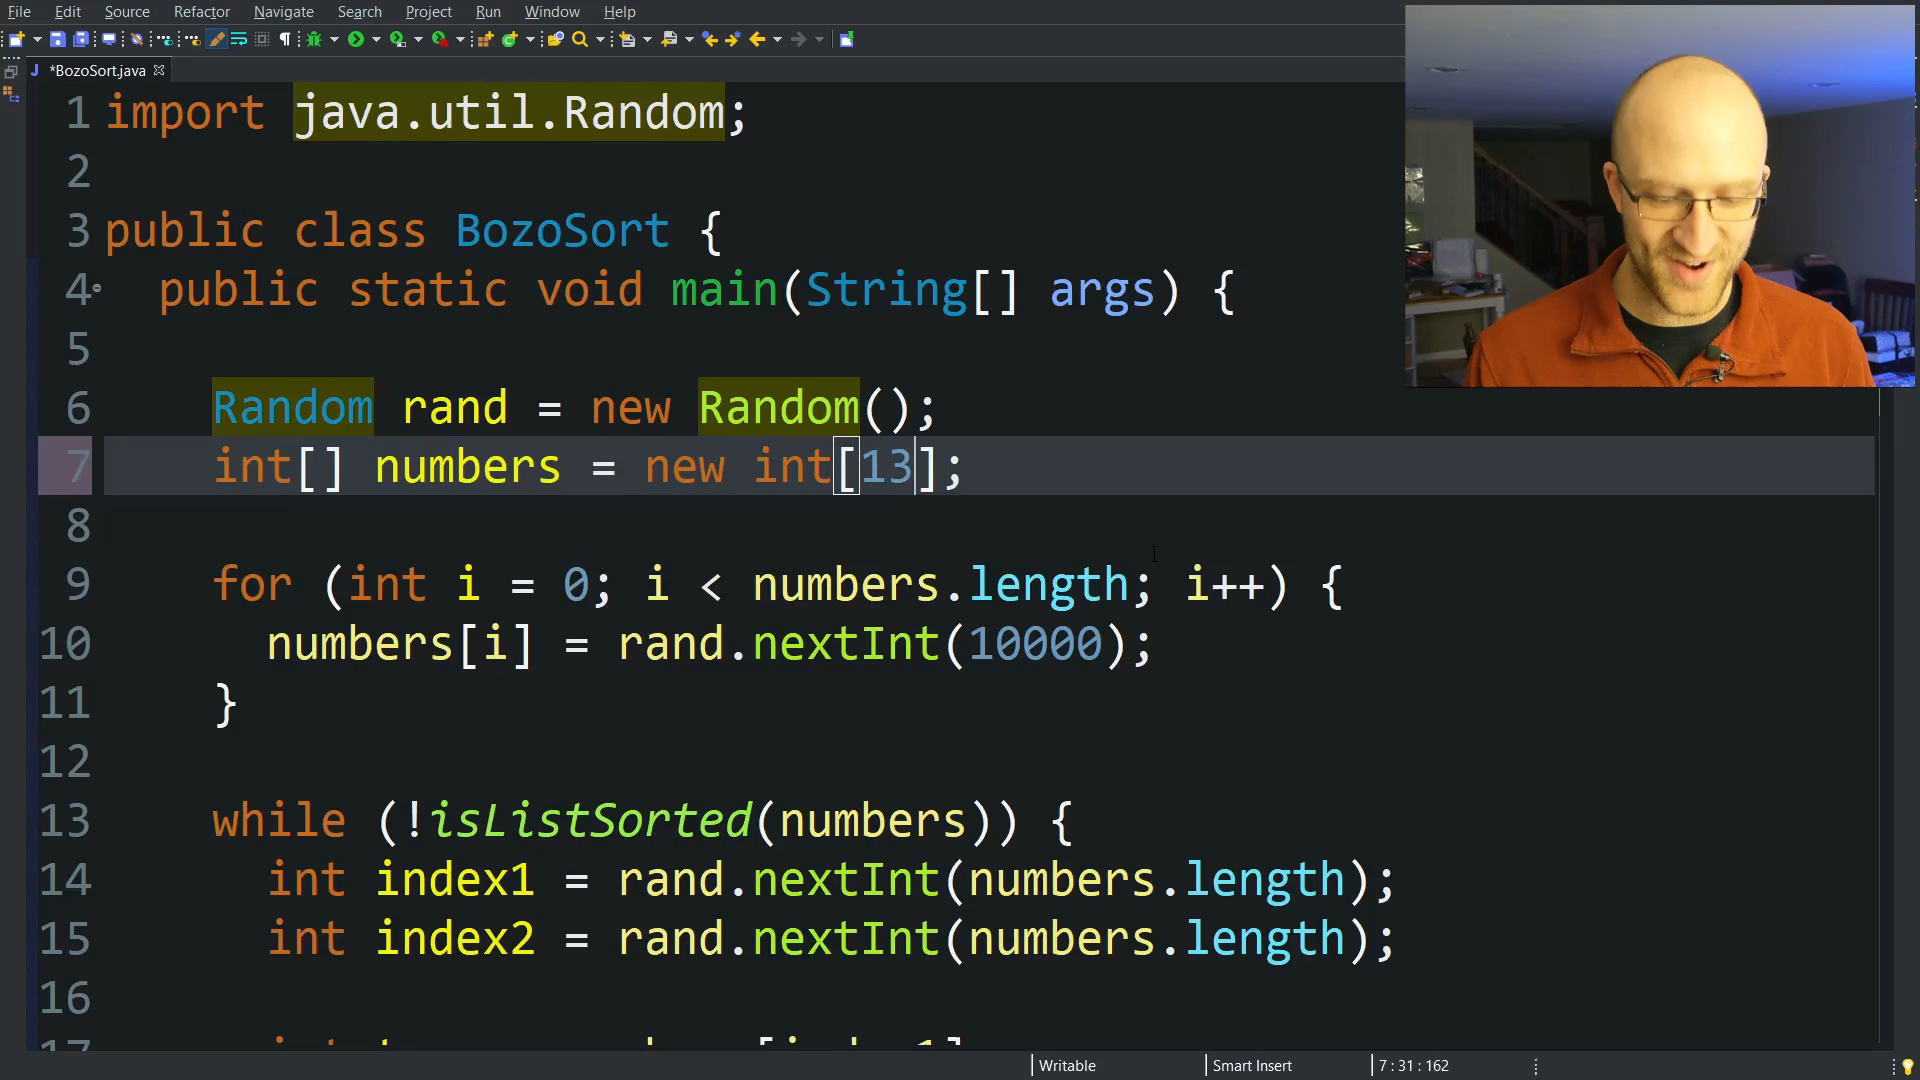 File Edit Source Refactor Navigate Search Project Run Window Help
*BozoSort.java
1 import java.util.Random;
2
3 public class BozoSort {
4 public static void main(String[] args) {
5
6 Random rand = new Random();
7 int[] numbers = new int[13];
8
9 for (int i = 0; i < numbers.length; i++) {
10 numbers[i] = rand.nextInt(10000);
11 }
12
13 while (!isListSorted(numbers)) {
14 int index1 = rand.nextInt(numbers.length);
15 int index2 = rand.nextInt(numbers.length);
16
Writable Smart Insert 7 : 31 : 162